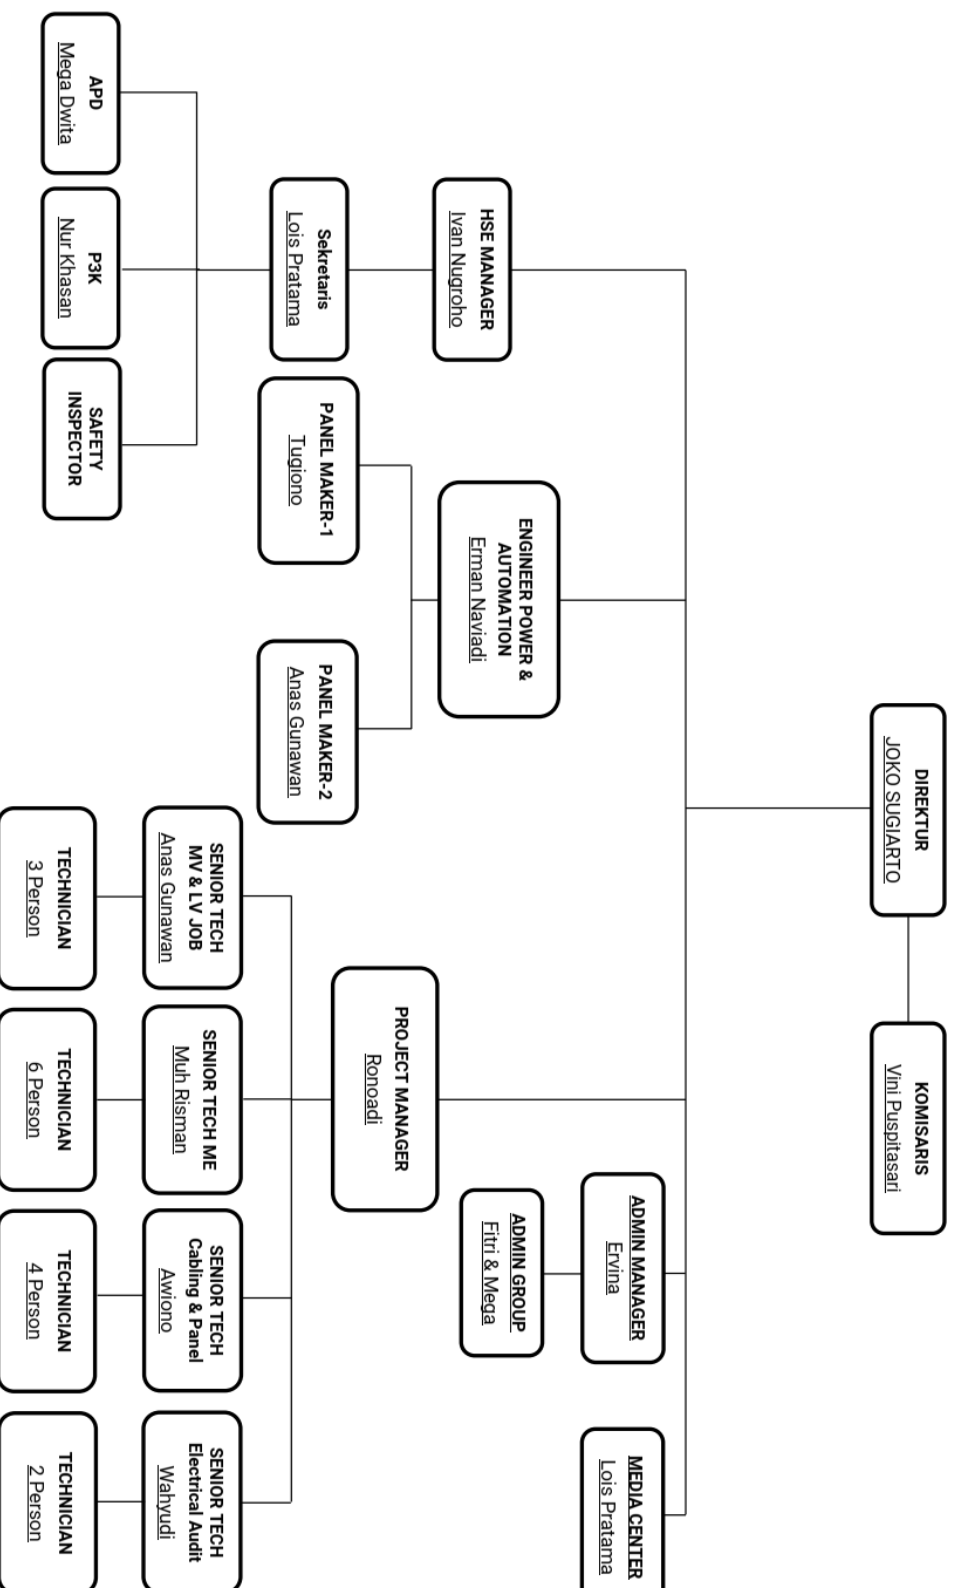 DIREKTUR
JOKO SUGIARTO
KOMISARIS
Vini Puspitasari
HSE MANAGER
Ivan Nugroho
ENGINEER POWER &
AUTOMATION
Erman Naviadi
PROJECT MANAGER
Ronoadi
ADMIN MANAGER
Ervina
MEDIA CENTER
Lois Pratama
ADMIN GROUP
Fitri & Mega
Sekretaris
Lois Pratama
PANEL MAKER-1
Tugiono
PANEL MAKER-2
Anas Gunawan
APD
Mega Dwita
P3K
Nur Khasan
SAFETY
INSPECTOR
SENIOR TECH
MV & LV JOB
Anas Gunawan
SENIOR TECH ME
Muh Risman
SENIOR TECH
Cabling & Panel
Awiono
SENIOR TECH
Electrical Audit
Wahyudi
TECHNICIAN
3 Person
TECHNICIAN
6 Person
TECHNICIAN
4 Person
TECHNICIAN
2 Person